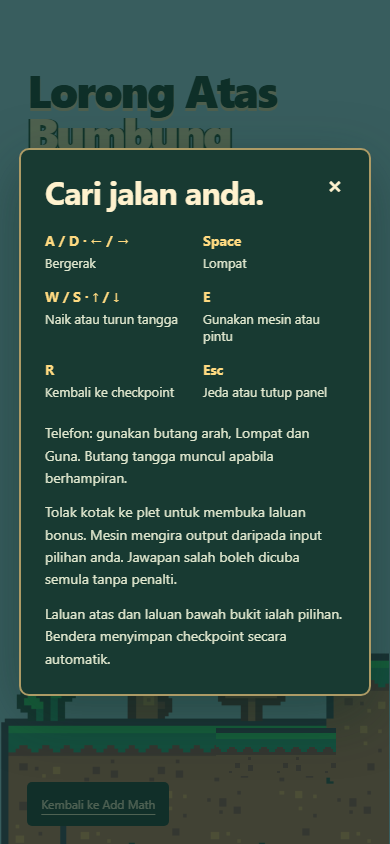 Lorong Atas
Bumbung
Cari jalan anda.
×
A / D · ← / →
Bergerak
Space
Lompat
W / S · ↑ / ↓
Naik atau turun tangga
E
Gunakan mesin atau
pintu
R
Kembali ke checkpoint
Esc
Jeda atau tutup panel
Telefon: gunakan butang arah, Lompat dan
Guna. Butang tangga muncul apabila
berhampiran.
Tolak kotak ke plet untuk membuka laluan
bonus. Mesin mengira output daripada input
pilihan anda. Jawapan salah boleh dicuba
semula tanpa penalti.
Laluan atas dan laluan bawah bukit ialah pilihan.
Bendera menyimpan checkpoint secara
automatik.
Kembali ke Add Math